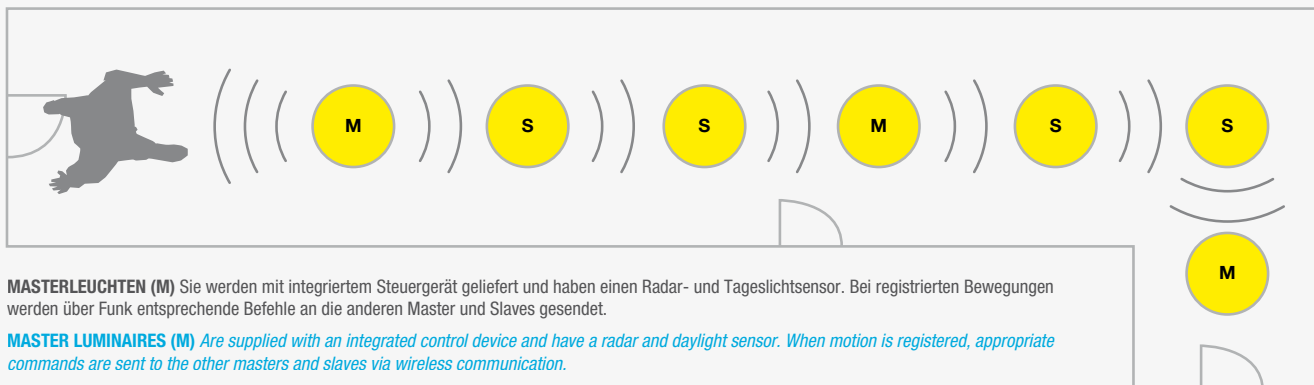 M S S M S S
M
MASTERLEUCHTEN (M) Sie werden mit integriertem Steuergerät geliefert und haben einen Radar- und Tageslichtsensor. Bei registrierten Bewegungen
werden über Funk entsprechende Befehle an die anderen Master und Slaves gesendet.
MASTER LUMINAIRES (M) Are supplied with an integrated control device and have a radar and daylight sensor. When motion is registered, appropriate
commands are sent to the other masters and slaves via wireless communication.